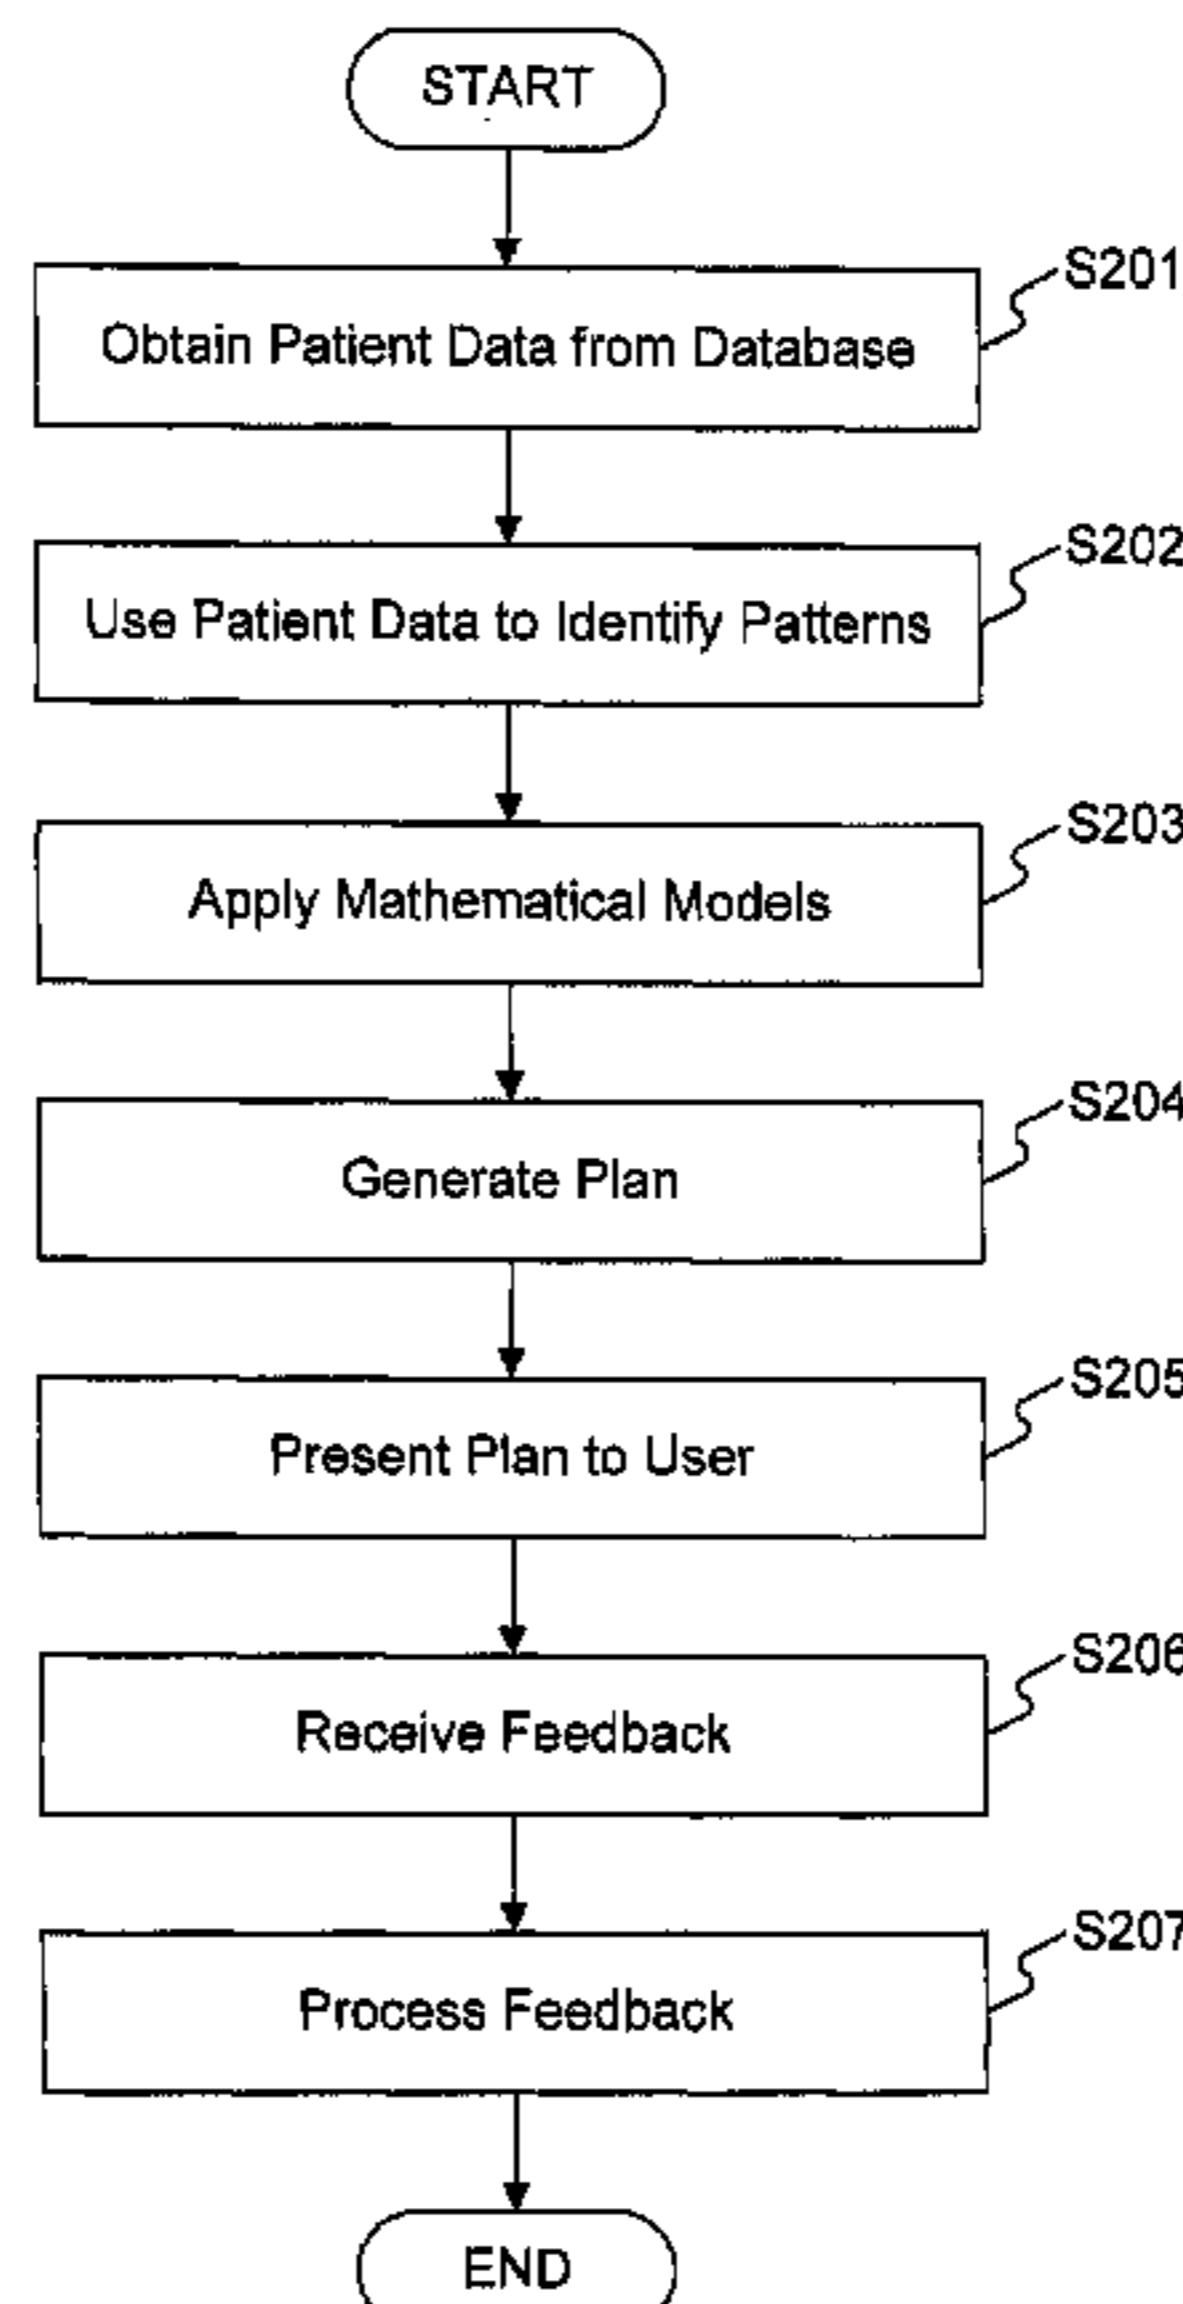 START
S201
Obtain Patient Data from Database
S202
Use Patient Data to Identify Patterns
S203
Apply Mathematical Models
S204
Generate Plan
S205
Present Plan to User
S206
Receive Feedback
S207
Process Feedback
END